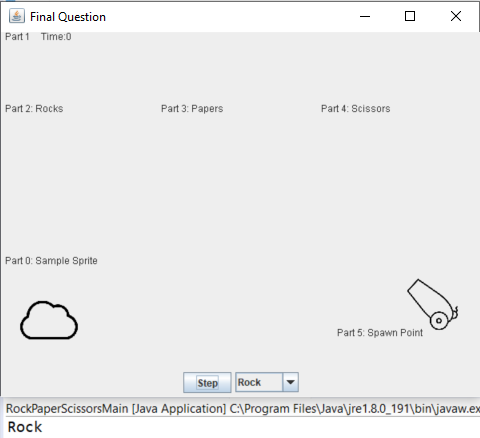 Final Question
Part 1 Time:0
Part 2: Rocks Part 3: Papers Part 4: Scissors
Part 0: Sample Sprite
Part 5: Spawn Point
Step Rock
RockPaperScissorsMain [Java Application] C:\Program Files\Java\jre1.8.0_191\bin\javaw.ex
Rock